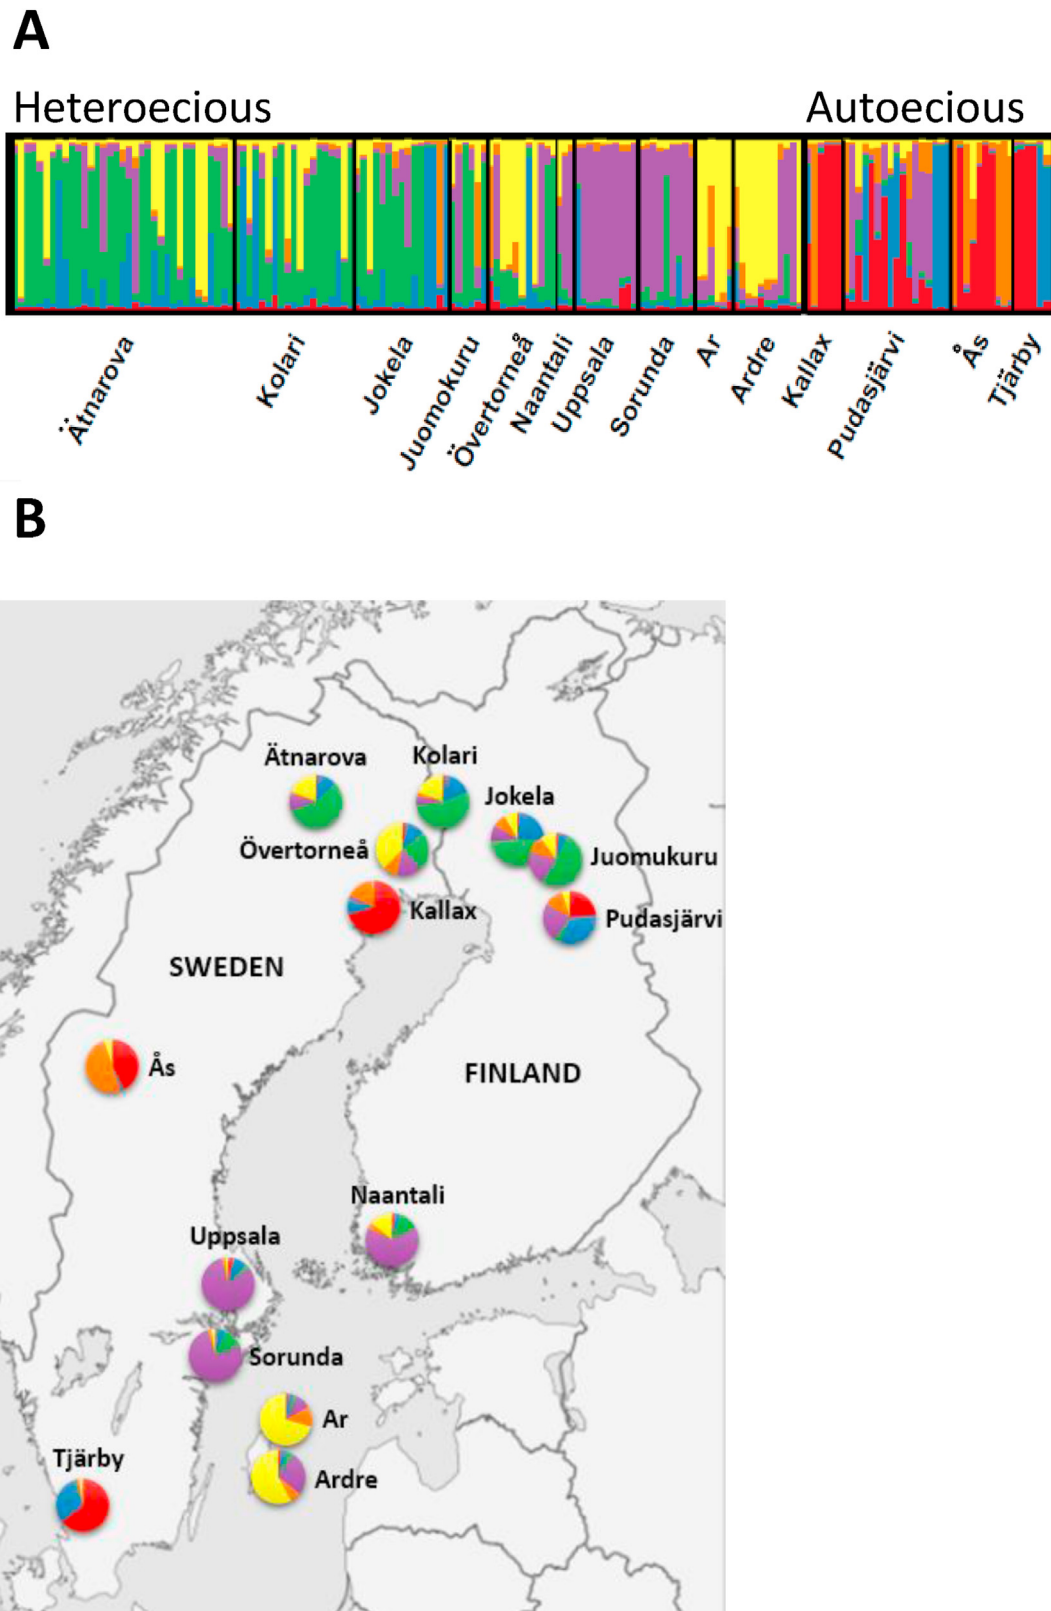 A
Heteroecious
Autoecious
Ätnarova
Kolari
Jokela
Juomokuru
Övertorneå
Naantali
Uppsala
Sorunda
Ar
Ardre
Kallax
Pudasjärvi
Ås
Tjärby
B
Ätnarova
Kolari
Jokela
Övertorneå
Juomukuru
Kallax
Pudasjärvi
SWEDEN
Ås
FINLAND
Naantali
Uppsala
Sorunda
Ar
Tjärby
Ardre